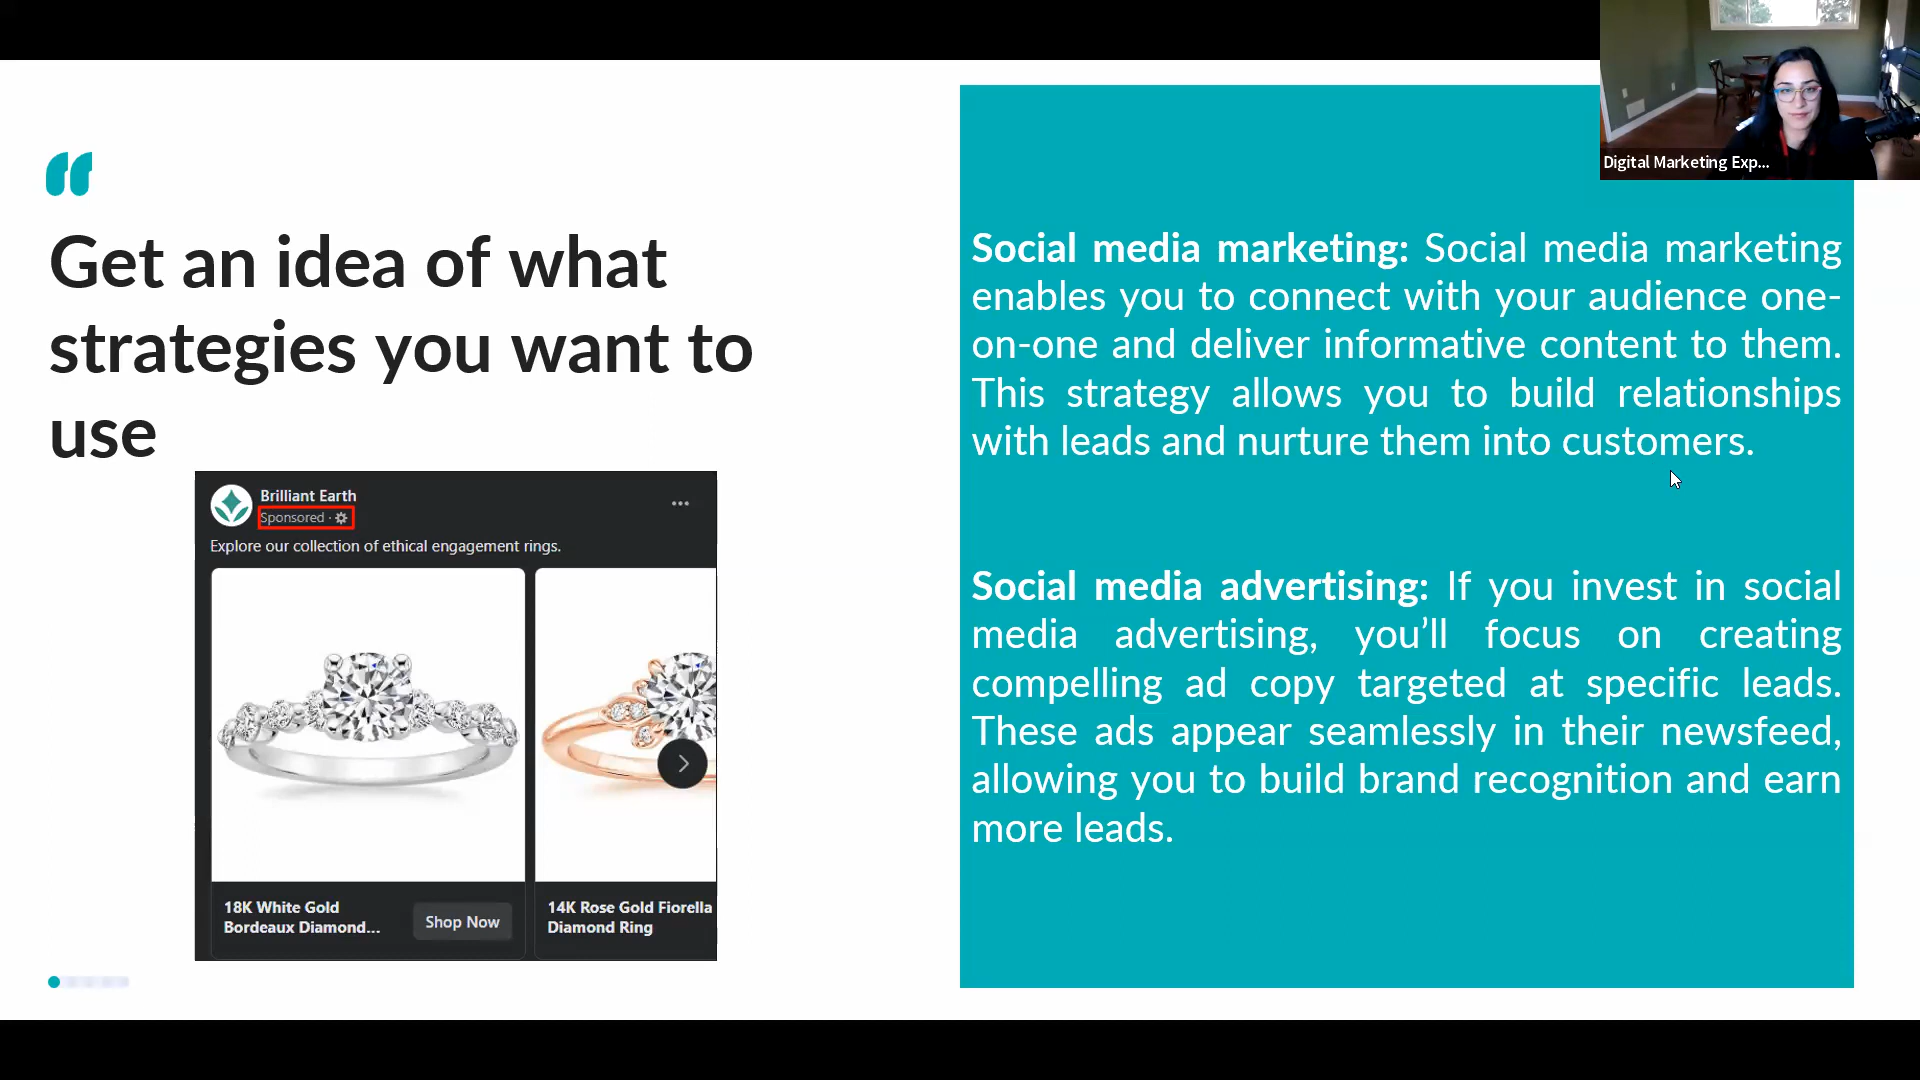 Get an idea of what
strategies you want to
use
Brilliant Earth
Sponsored ·
Explore our collection of ethical engagement rings.
18K White Gold
Bordeaux Diamond...
Shop Now
14K Rose Gold Fiorella
Diamond Ring
Digital Marketing Exp...
Social media marketing: Social media marketing
enables you to connect with your audience one-
on-one and deliver informative content to them.
This strategy allows you to build relationships
with leads and nurture them into customers.
Social media advertising: If you invest in social
media advertising, you’ll focus on creating
compelling ad copy targeted at specific leads.
These ads appear seamlessly in their newsfeed,
allowing you to build brand recognition and earn
more leads.